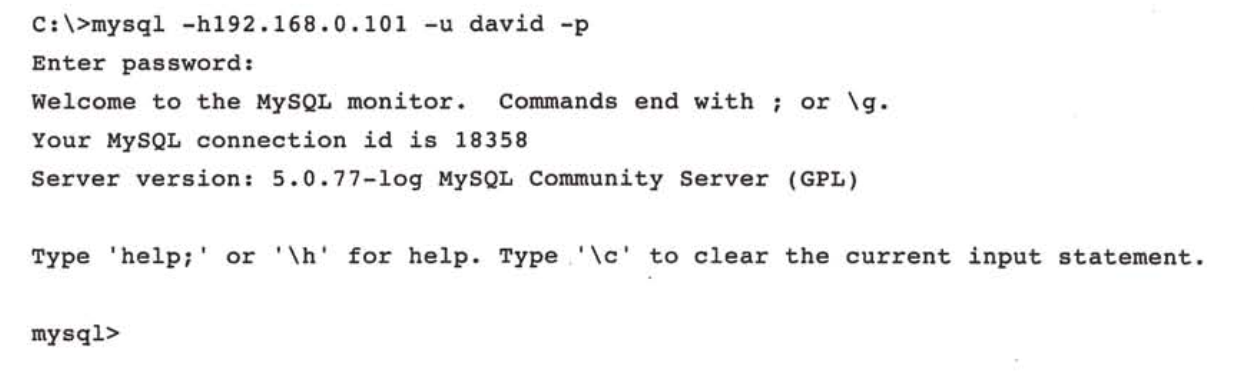 C:\>mysql -h192.168.0.101 -u david -p
Enter password:
Welcome to the MySQL monitor.  Commands end with ; or \g.
Your MySQL connection id is 18358
Server version: 5.0.77-log MySQL Community Server (GPL)

Type 'help;' or '\h' for help. Type '\c' to clear the current input statement.

mysql>